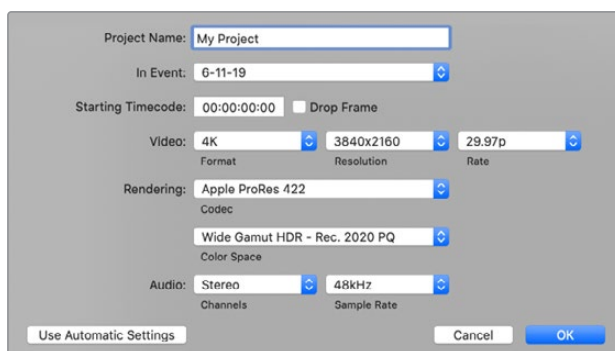 Project Name: My Project
In Event: 6-11-19
Starting Timecode: 00:00:00:00 Drop Frame
Video: 4K 3840x2160 29.97p
Format Resolution Rate
Rendering: Apple ProRes 422
Codec
Wide Gamut HDR - Rec. 2020 PQ
Color Space
Audio: Stereo 48kHz
Channels Sample Rate
Use Automatic Settings Cancel OK